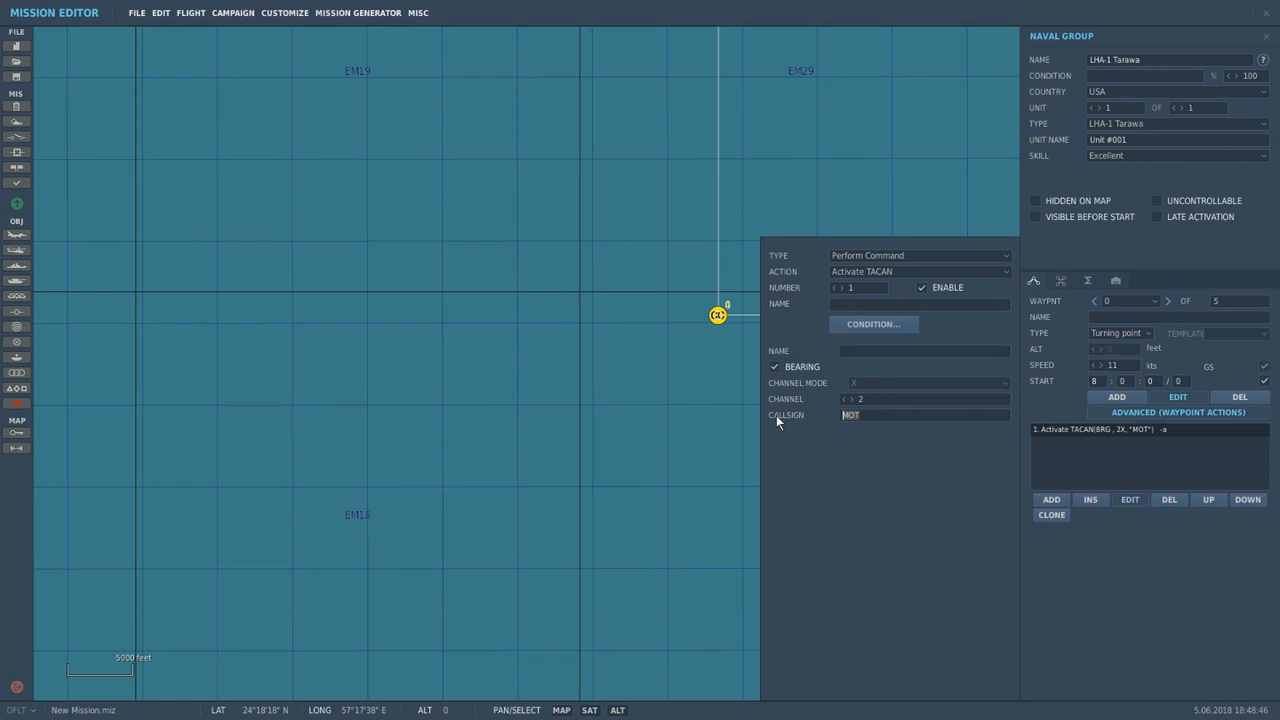 MISSION EDITOR
FILE EDIT FLIGHT CAMPAIGN CUSTOMIZE MISSION GENERATOR MISC
FILE
MIS
OBJ
MAP
EM19
EM29
EM18
0
5000 feet
TYPE Perform Command
ACTION Activate TACAN
NUMBER < > 1 ENABLE
NAME
CONDITION...
NAME
BEARING
CHANNEL MODE X
CHANNEL < > 2
CALLSIGN MOT
NAVAL GROUP
NAME LHA-1 Tarawa ?
CONDITION % < > 100
COUNTRY USA
UNIT < > 1 OF < > 1
TYPE LHA-1 Tarawa
UNIT NAME Unit #001
SKILL Excellent
HIDDEN ON MAP UNCONTROLLABLE
VISIBLE BEFORE START LATE ACTIVATION
WAYPNT < 0 > OF 5
NAME
TYPE Turning point TEMPLATE
ALT < > 0 feet
SPEED < > 11 kts GS
START 8 : 0 : 0 / 0
ADD EDIT DEL
ADVANCED (WAYPOINT ACTIONS)
1. Activate TACAN(BRG , 2X, "MOT") -a
ADD INS EDIT DEL UP DOWN
CLONE
DFLT New Mission.miz LAT 24°18'18" N LONG 57°17'38" E ALT 0 PAN/SELECT MAP SAT ALT 5.06.2018 18:48:46